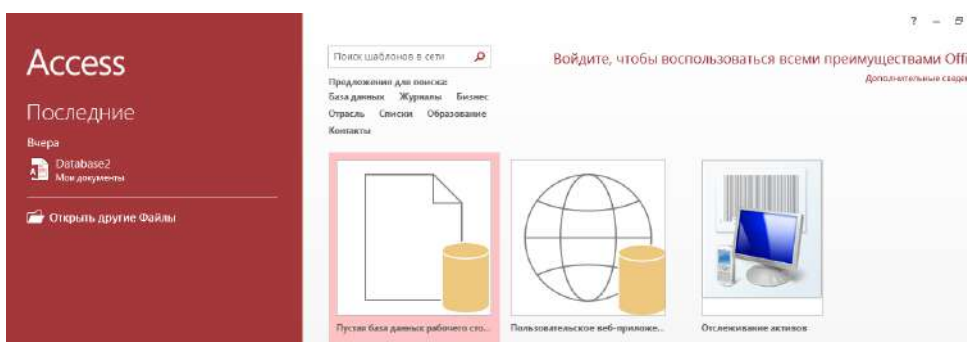 ? – 
Access
Последние
Вчера
Database2
Мои документы
Открыть другие Файлы
Поиск шаблонов в сети
Предложения для поиска:
База данных Журналы Бизнес
Отрасль Списки Образование
Контакты
Войдите, чтобы воспользоваться всеми преимуществами Offi
Дополнительные сведен
Пустая база данных рабочего сто...
Пользовательское веб-приложе...
Отслеживание активов